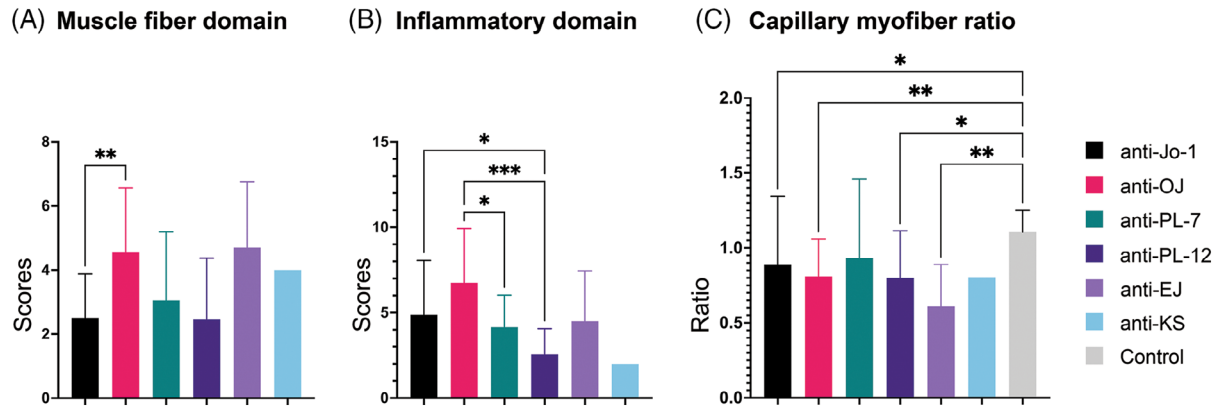 (A) Muscle fiber domain
(B) Inflammatory domain
(C) Capillary myofiber ratio
Scores
8
6
4
2
0
**
Scores
15
10
5
0
*
***
*
Ratio
2.0
1.5
1.0
0.5
0.0
*
**
*
**
anti-Jo-1
anti-OJ
anti-PL-7
anti-PL-12
anti-EJ
anti-KS
Control